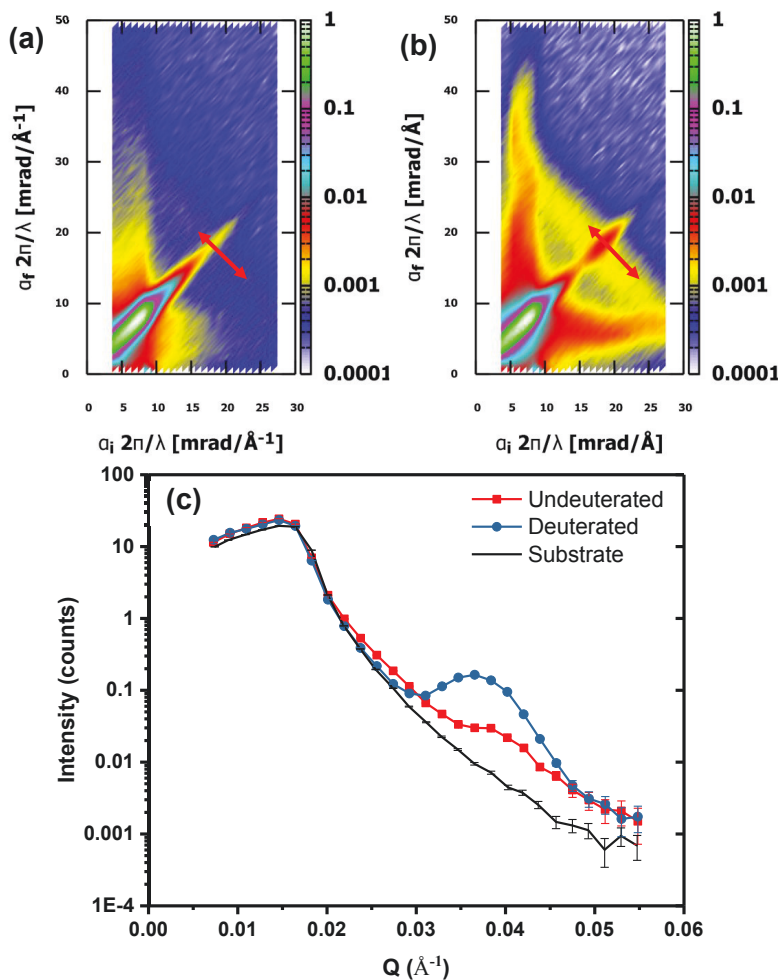 (a)
50
40
30
20
10
0
0 5 10 15 20 25 30
αf 2π/λ [mrad/Å-1]
αi 2π/λ [mrad/Å-1]
1
0.1
0.01
0.001
0.0001
(b)
50
40
30
20
10
0
0 5 10 15 20 25 30
αf 2π/λ [mrad/Å]
αi 2π/λ [mrad/Å]
1
0.1
0.01
0.001
0.0001
(c)
Undeuterated
Deuterated
Substrate
100
10
1
0.1
0.01
0.001
1E-4
Intensity (counts)
0.00 0.01 0.02 0.03 0.04 0.05 0.06
Q (Å-1)